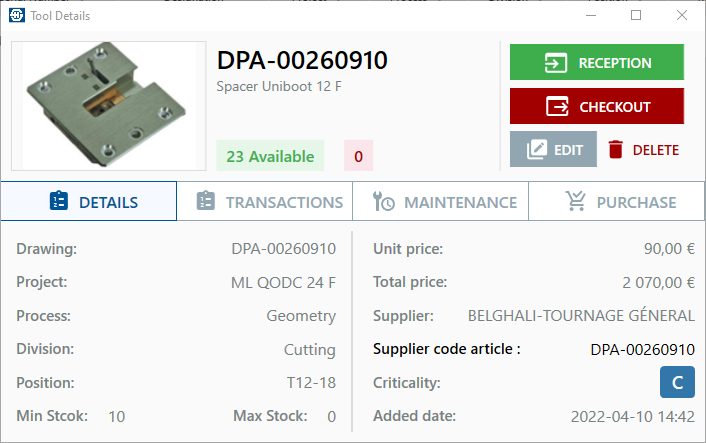 Tool Details
DPA-00260910
Spacer Uniboot 12 F
23 Available
0
RECEPTION
CHECKOUT
EDIT
DELETE
DETAILS
TRANSACTIONS
MAINTENANCE
PURCHASE
Drawing: DPA-00260910
Project: ML QODC 24 F
Process: Geometry
Division: Cutting
Position: T12-18
Min Stcok: 10 Max Stock: 0
Unit price: 90,00 €
Total price: 2 070,00 €
Supplier: BELGHALI-TOURNAGE GÉNERAL
Supplier code article : DPA-00260910
Criticality: C
Added date: 2022-04-10 14:42